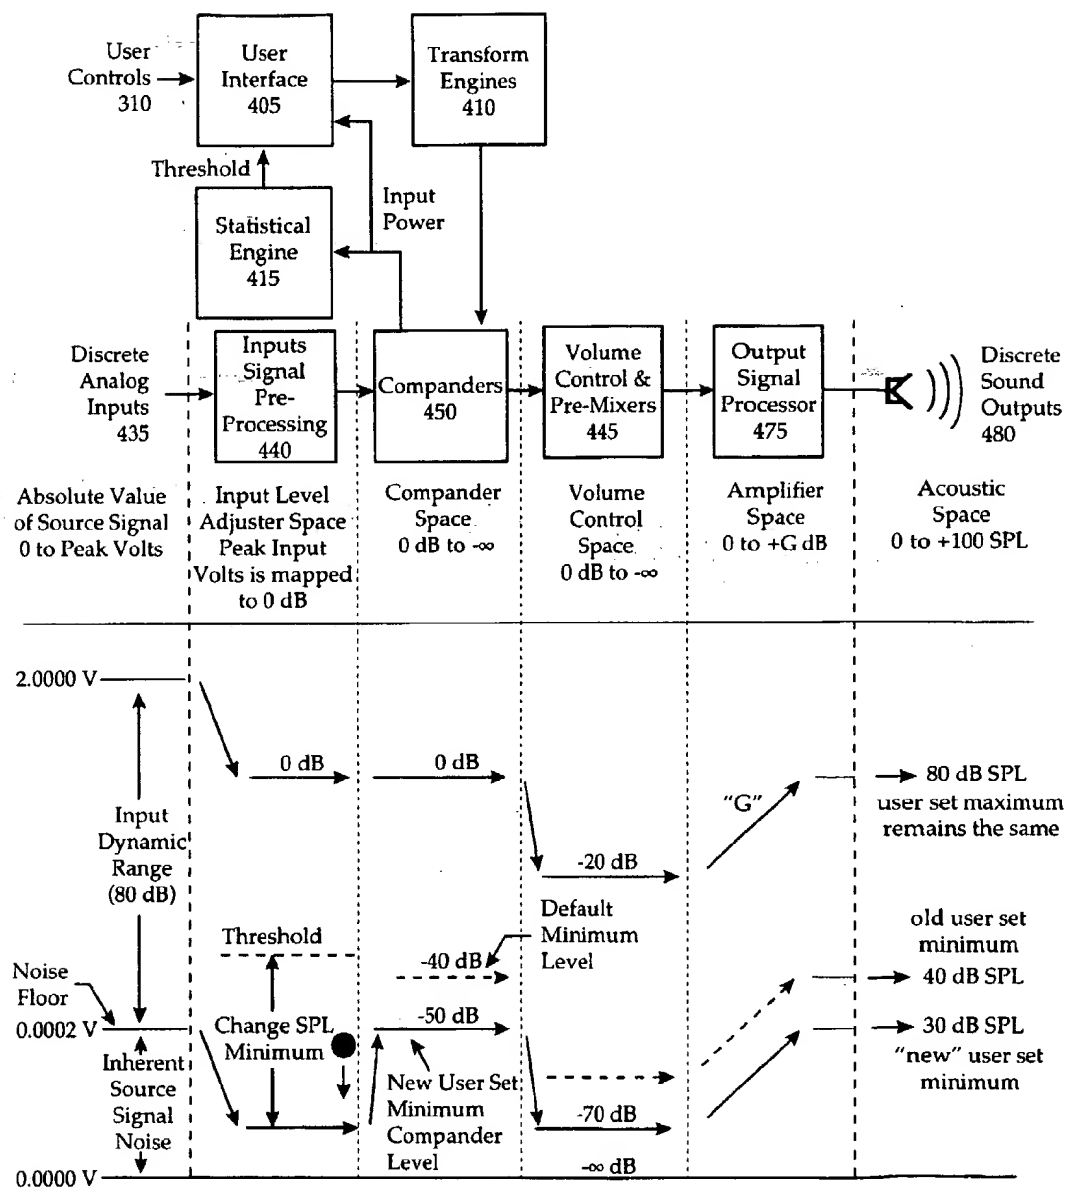 User
Controls
310
User
Interface
405
Transform
Engines
410
Threshold
Input
Power
Statistical
Engine
415
Discrete
Analog
Inputs
435
Inputs
Signal
Pre-
Processing
440
Companders
450
Volume
Control &
Pre-Mixers
445
Output
Signal
Processor
475
Discrete
Sound
Outputs
480
Absolute Value
of Source Signal
0 to Peak Volts
Input Level
Adjuster Space
Peak Input
Volts is mapped
to 0 dB
Compander
Space
0 dB to -∞
Volume
Control
Space
0 dB to -∞
Amplifier
Space
0 to +G dB
Acoustic
Space
0 to +100 SPL
2.0000 V
0 dB
0 dB
"G"
80 dB SPL
user set maximum
remains the same
Input
Dynamic
Range
(80 dB)
-20 dB
Threshold
-40 dB
Default
Minimum
Level
old user set
minimum
40 dB SPL
Noise
Floor
0.0002 V
Change SPL
Minimum
-50 dB
30 dB SPL
"new" user set
minimum
Inherent
Source
Signal
Noise
New User Set
Minimum
Compander
Level
-70 dB
-∞ dB
0.0000 V